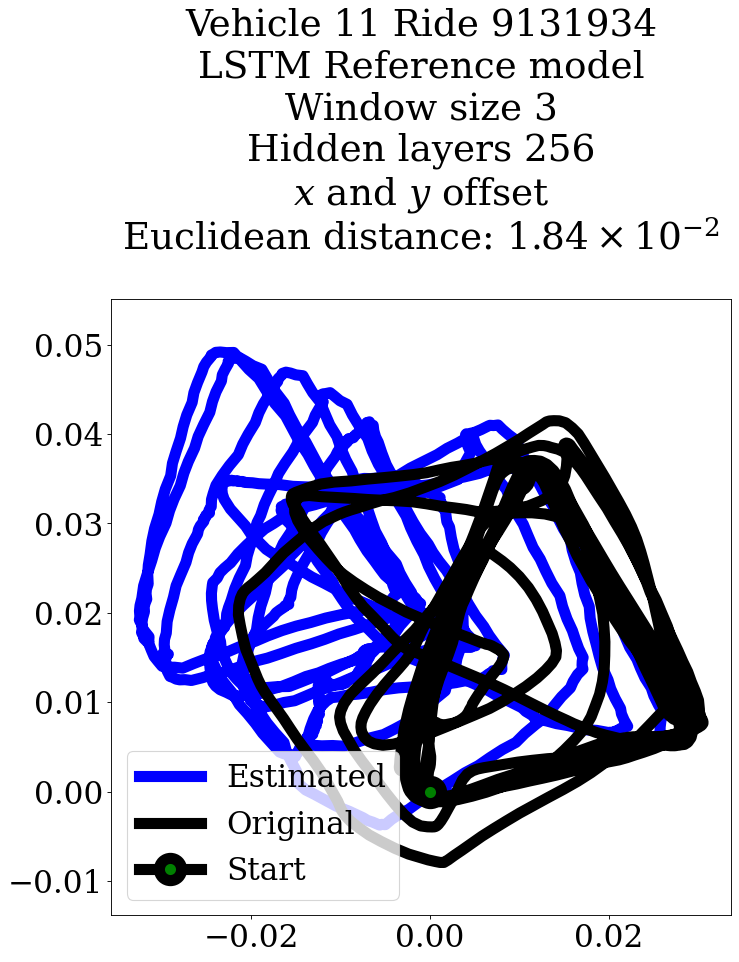 Vehicle 11 Ride 9131934
LSTM Reference model
Window size 3
Hidden layers 256
x and y offset
Euclidean distance: 1.84 × 10⁻²
0.05
0.04
0.03
0.02
0.01
0.00
−0.01
Estimated
Original
Start
−0.02
0.00
0.02